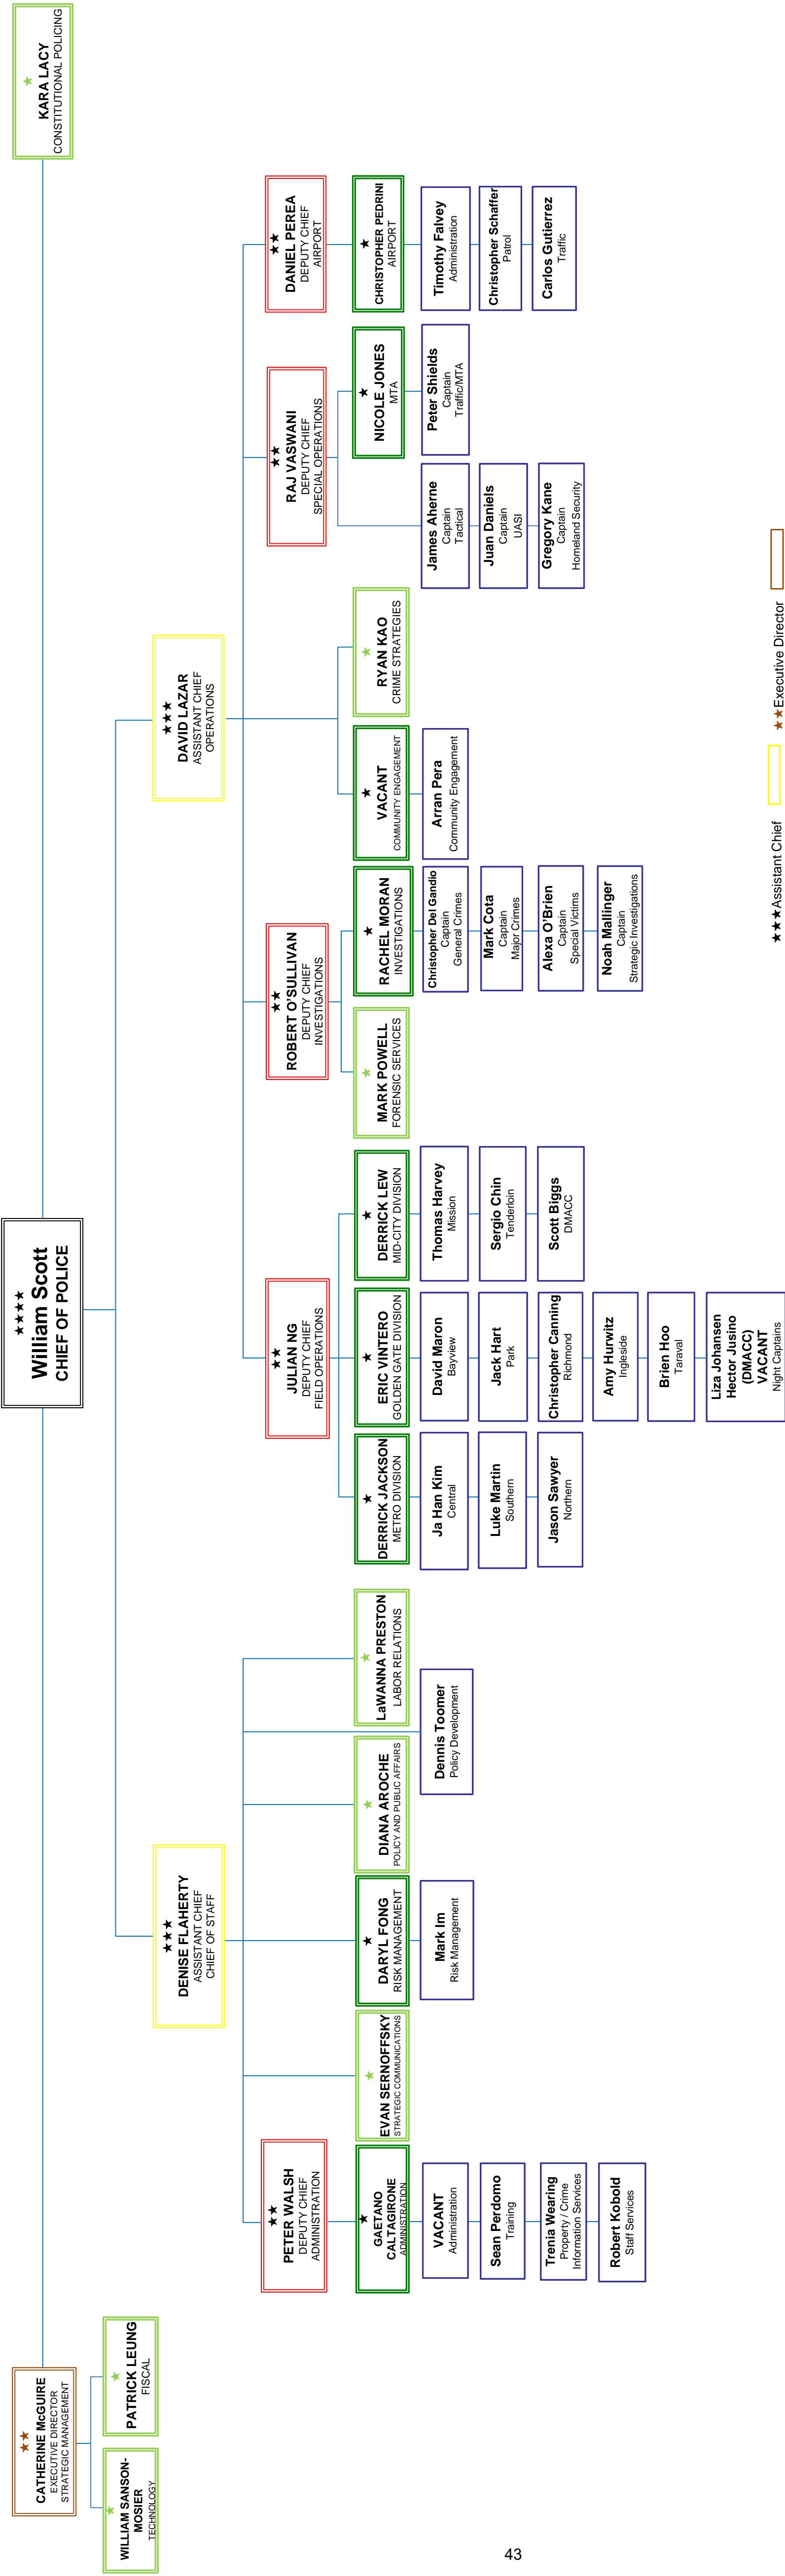 ★★★★
William Scott
CHIEF OF POLICE
★★
CATHERINE McGUIRE
EXECUTIVE DIRECTOR
STRATEGIC MANAGEMENT
★
WILLIAM SANSON-
MOSIER
TECHNOLOGY
★
PATRICK LEUNG
FISCAL
★
KARA LACY
CONSTITUTIONAL POLICING
★★★
DENISE FLAHERTY
ASSISTANT CHIEF
CHIEF OF STAFF
★★
PETER WALSH
DEPUTY CHIEF
ADMINISTRATION
★
GAETANO
CALTAGIRONE
ADMINISTRATION
VACANT
Administration
Sean Perdomo
Training
Trenia Wearing
Property / Crime
Information Services
Robert Kobold
Staff Services
★
EVAN SERNOFFSKY
STRATEGIC COMMUNICATIONS
★
DARYL FONG
RISK MANAGEMENT
Mark Im
Risk Management
★
DIANA AROCHE
POLICY AND PUBLIC AFFAIRS
Dennis Toomer
Policy Development
★
LaWANNA PRESTON
LABOR RELATIONS
★★★
DAVID LAZAR
ASSISTANT CHIEF
OPERATIONS
★★
JULIAN NG
DEPUTY CHIEF
FIELD OPERATIONS
★
DERRICK JACKSON
METRO DIVISION
Ja Han Kim
Central
Luke Martin
Southern
Jason Sawyer
Northern
★
ERIC VINTERO
GOLDEN GATE DIVISION
David Maron
Bayview
Jack Hart
Park
Christopher Canning
Richmond
Amy Hurwitz
Ingleside
Brien Hoo
Taraval
Liza Johansen
Hector Jusino
(DMACC)
VACANT
Night Captains
★
DERRICK LEW
MID-CITY DIVISION
Thomas Harvey
Mission
Sergio Chin
Tenderloin
Scott Biggs
DMACC
★★
ROBERT O'SULLIVAN
DEPUTY CHIEF
INVESTIGATIONS
★
MARK POWELL
FORENSIC SERVICES
★
RACHEL MORAN
INVESTIGATIONS
Christopher Del Gandio
Captain
General Crimes
Mark Cota
Captain
Major Crimes
Alexa O'Brien
Captain
Special Victims
Noah Mallinger
Captain
Strategic Investigations
★
VACANT
COMMUNITY ENGAGEMENT
Arran Pera
Community Engagement
★
RYAN KAO
CRIME STRATEGIES
★★
RAJ VASWANI
DEPUTY CHIEF
SPECIAL OPERATIONS
James Aherne
Captain
Tactical
Juan Daniels
Captain
UASI
Gregory Kane
Captain
Homeland Security
★
NICOLE JONES
MTA
Peter Shields
Captain
Traffic/MTA
★★
DANIEL PEREA
DEPUTY CHIEF
AIRPORT
★
CHRISTOPHER PEDRINI
AIRPORT
Timothy Falvey
Administration
Christopher Schaffer
Patrol
Carlos Gutierrez
Traffic
★★★Assistant Chief
★★Executive Director
43